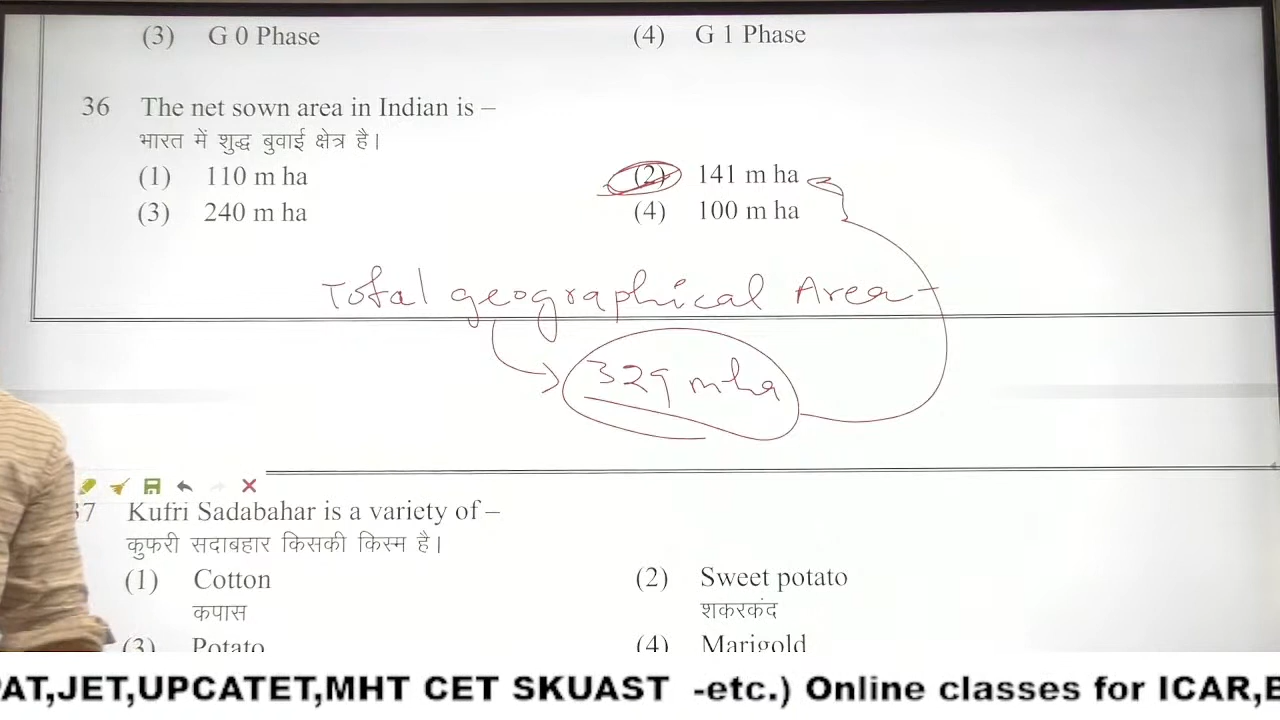 (3) G 0 Phase (4) G 1 Phase
36 The net sown area in Indian is –
भारत में शुद्ध बुवाई क्षेत्र है।
(1) 110 m ha (2) 141 m ha
(3) 240 m ha (4) 100 m ha
Total geographical Area -
329 mha
37 Kufri Sadabahar is a variety of –
कुफरी सदाबहार किसकी किस्म है।
(1) Cotton (2) Sweet potato
कपास शकरकंद
(3) Potato (4) Marigold
PAT,JET,UPCATET,MHT CET SKUAST -etc.) Online classes for ICAR,B